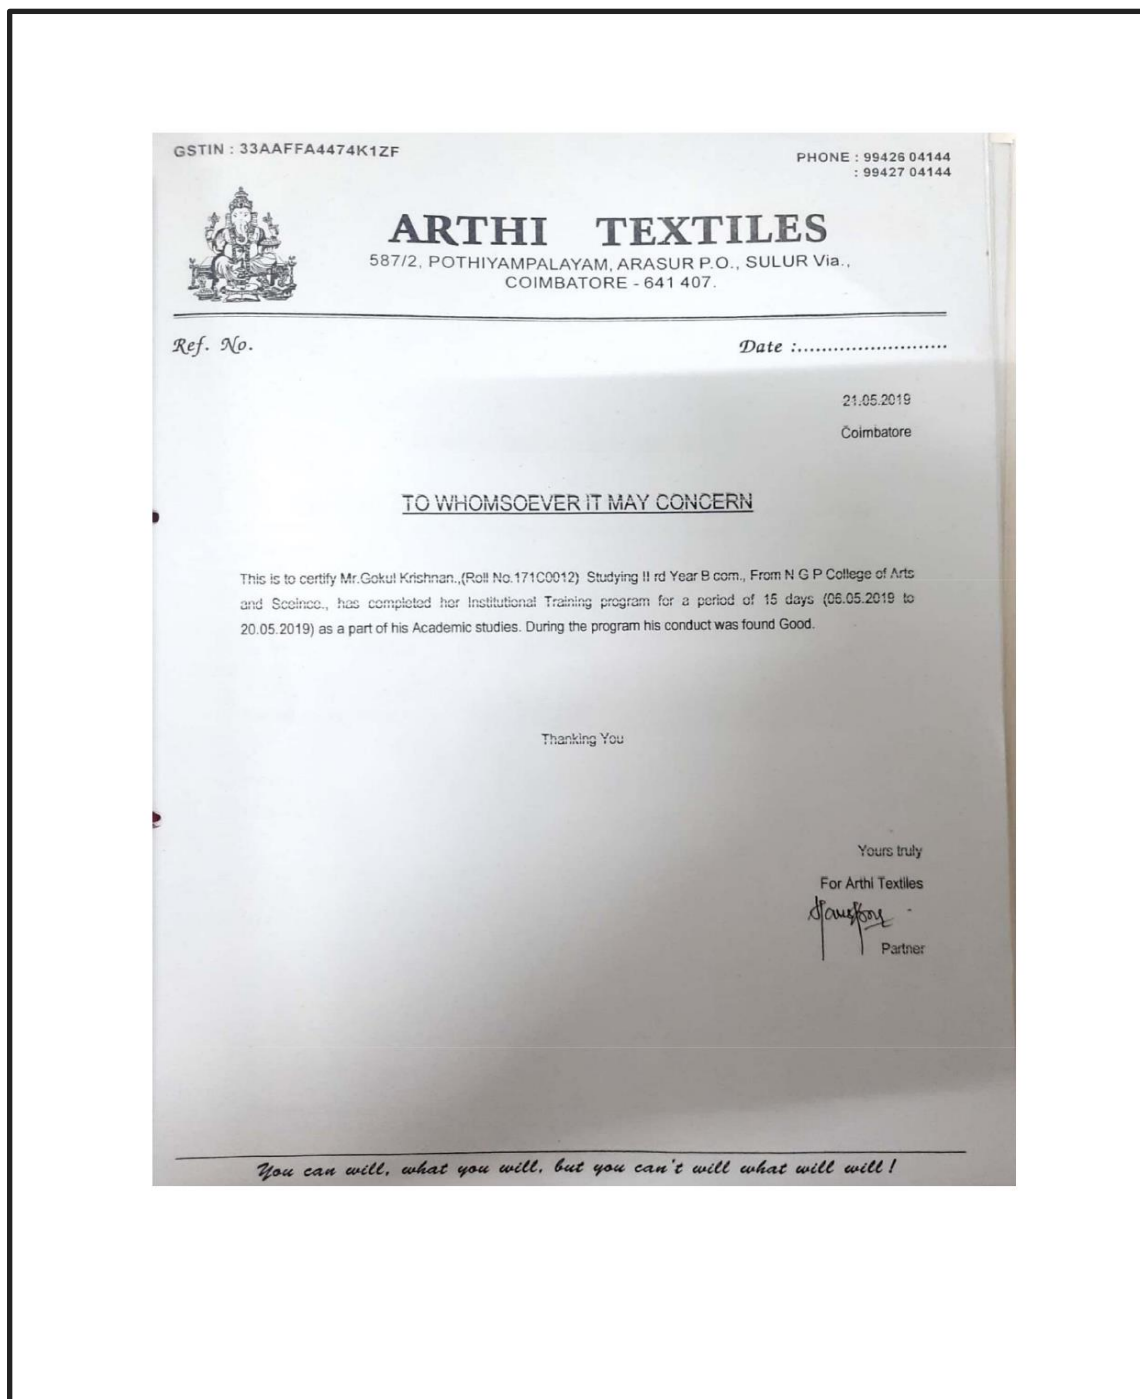 GSTIN : 33AAFFA4474K1ZF
PHONE : 99426 04144
: 99427 04144
ARTHI TEXTILES
587/2, POTHIYAMPALAYAM, ARASUR P.O., SULUR Via.,
COIMBATORE - 641 407.
Ref. No.
Date :..........................
21.05.2019
Coimbatore
TO WHOMSOEVER IT MAY CONCERN
This is to certify Mr.Gokul Krishnan.,(Roll No.171C0012) Studying II rd Year B com., From N G P College of Arts
and Sceince., has completed her Institutional Training program for a period of 15 days (06.05.2019 to
20.05.2019) as a part of his Academic studies. During the program his conduct was found Good.
Thanking You
Yours truly
For Arthi Textiles
Partner
You can will, what you will, but you can't will what will will !